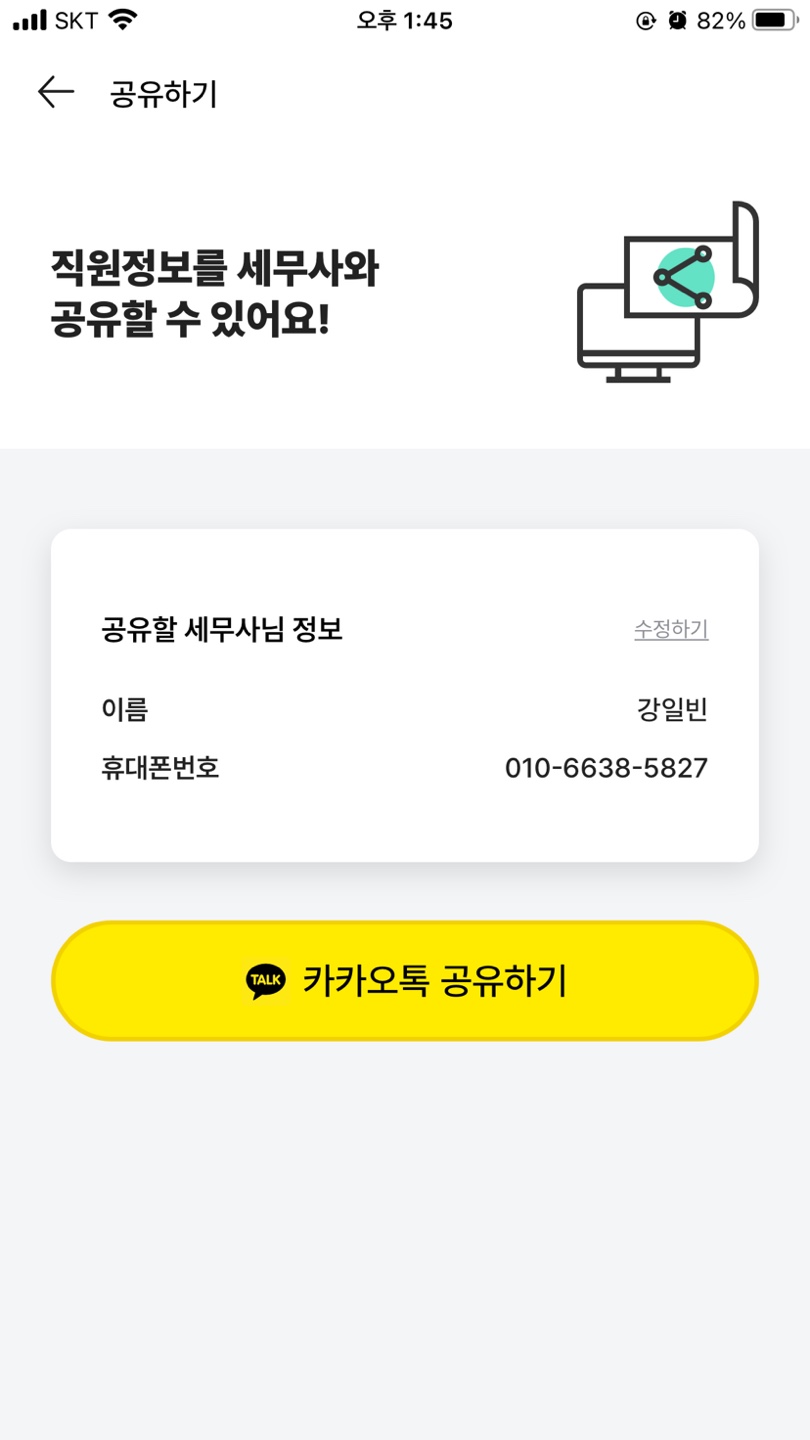 SKT 오후 1:45 82%
공유하기
직원정보를 세무사와
공유할 수 있어요!
공유할 세무사님 정보 수정하기
이름 강일빈
휴대폰번호 010-6638-5827
TALK 카카오톡 공유하기